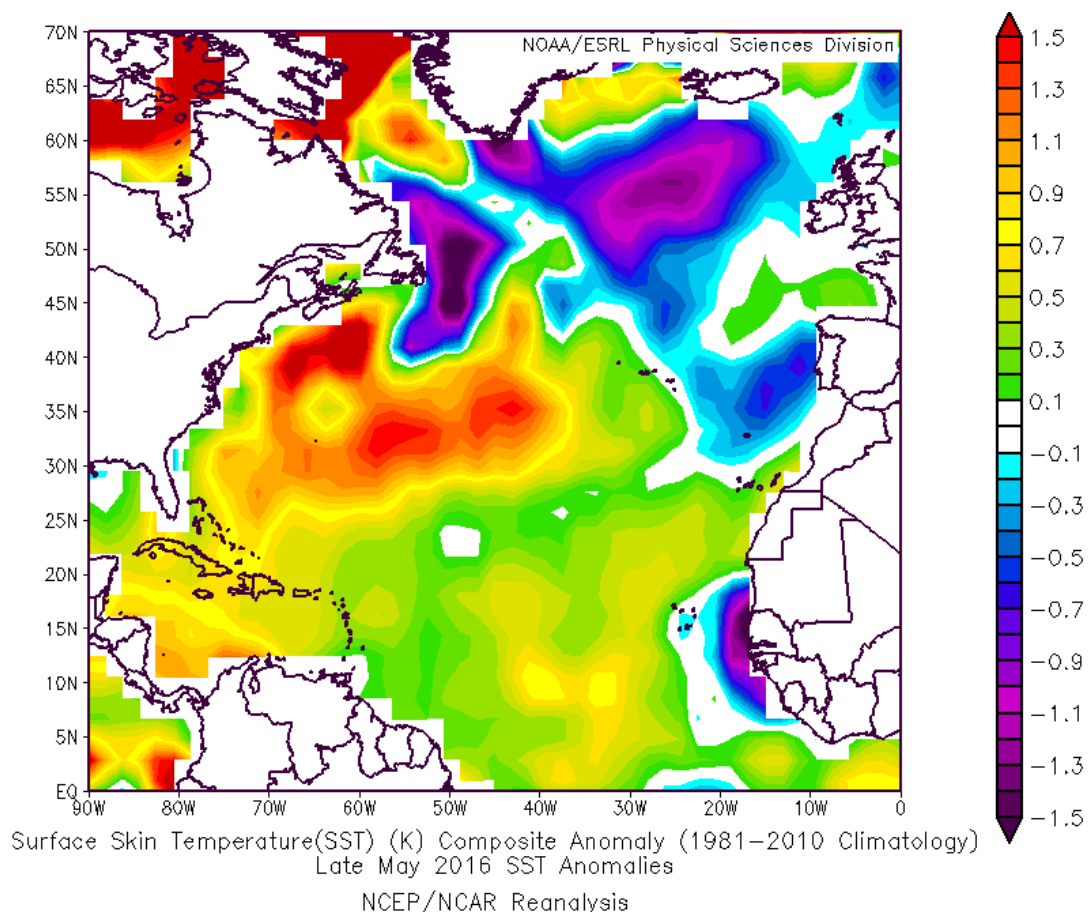 NOAA/ESRL Physical Sciences Division
70N
65N
60N
55N
50N
45N
40N
35N
30N
25N
20N
15N
10N
5N
EQ
90W 80W 70W 60W 50W 40W 30W 20W 10W 0
1.5
1.3
1.1
0.9
0.7
0.5
0.3
0.1
−0.1
−0.3
−0.5
−0.7
−0.9
−1.1
−1.3
−1.5
Surface Skin Temperature(SST) (K) Composite Anomaly (1981−2010 Climatology)
Late May 2016 SST Anomalies
NCEP/NCAR Reanalysis